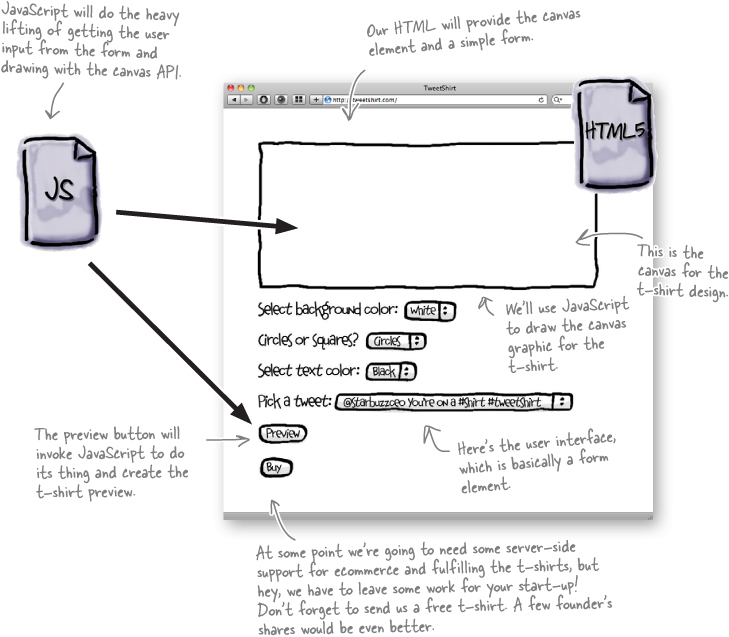 JavaScript will do the heavy
lifting of getting the user
input from the form and
drawing with the canvas API.
Our HTML will provide the canvas
element and a simple form.
TweetShirt
http://tweetshirt.com/
HTML5
JS
This is the
canvas for the
t-shirt design.
We'll use JavaScript
to draw the canvas
graphic for the
t-shirt.
Select background color: White
Circles or squares? Circles
Select text color: Black
Pick a tweet: @starbuzzceo You're on a #shirt #tweetshirt
Preview
Buy
The preview button will
invoke JavaScript to do
its thing and create the
t-shirt preview.
Here's the user interface,
which is basically a form
element.
At some point we're going to need some server-side
support for ecommerce and fulfilling the t-shirts, but
hey, we have to leave some work for your start-up!
Don't forget to send us a free t-shirt. A few founder's
shares would be even better.